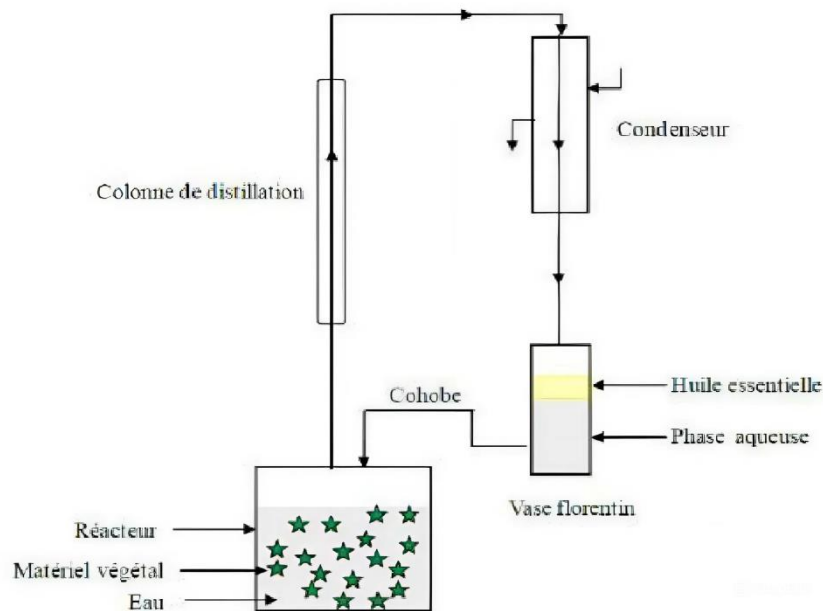 Condenseur
Colonne de distillation
Huile essentielle
Cohobe
Phase aqueuse
Vase florentin
Réacteur
Matériel végétal
Eau